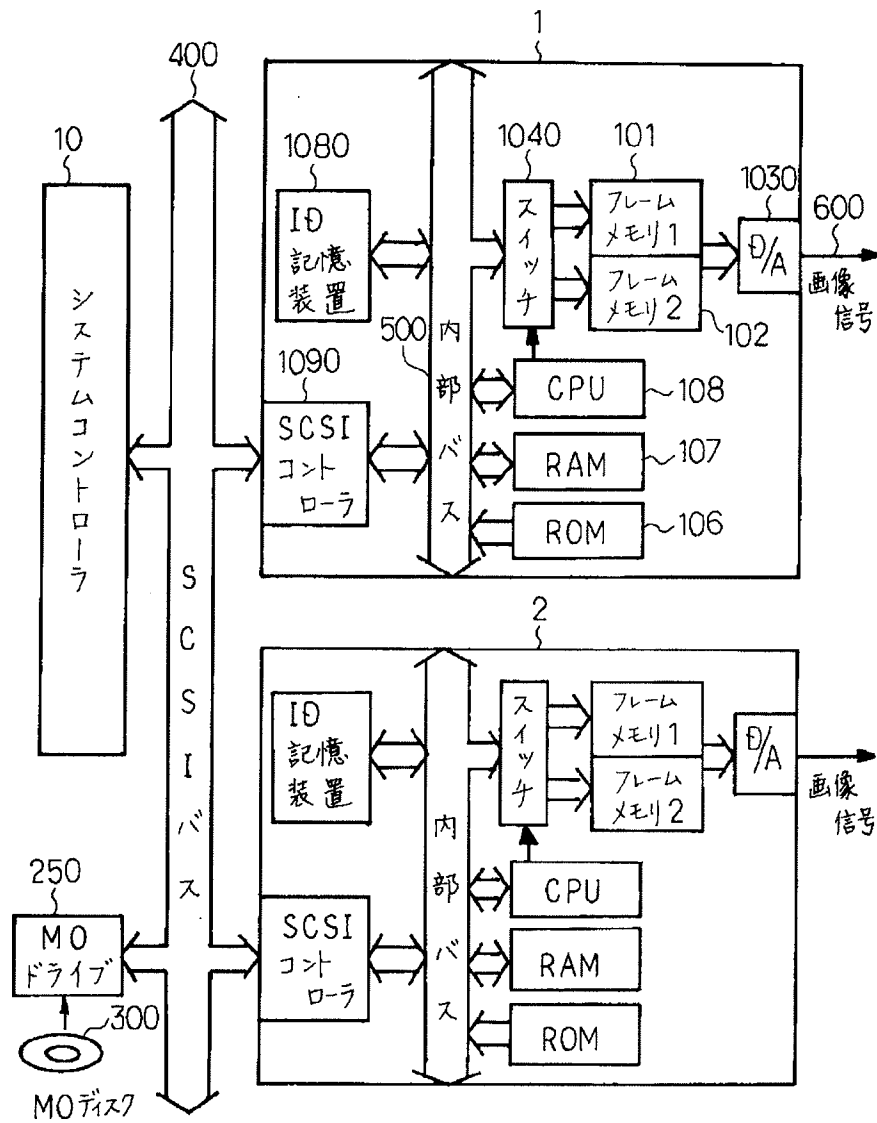 1
400
10
システムコントローラ
1080
ID
記憶
装置
1040
スイッチ
101
フレーム
メモリ1
フレーム
メモリ2
102
1030
D/A
600
画像
信号
500
内部バス
1090
SCSI
コント
ローラ
CPU
108
RAM
107
ROM
106
SCSIバス
2
ID
記憶
装置
スイッチ
フレーム
メモリ1
フレーム
メモリ2
D/A
画像
信号
内部バス
SCSI
コント
ローラ
CPU
RAM
ROM
250
MO
ドライブ
300
MOディスク